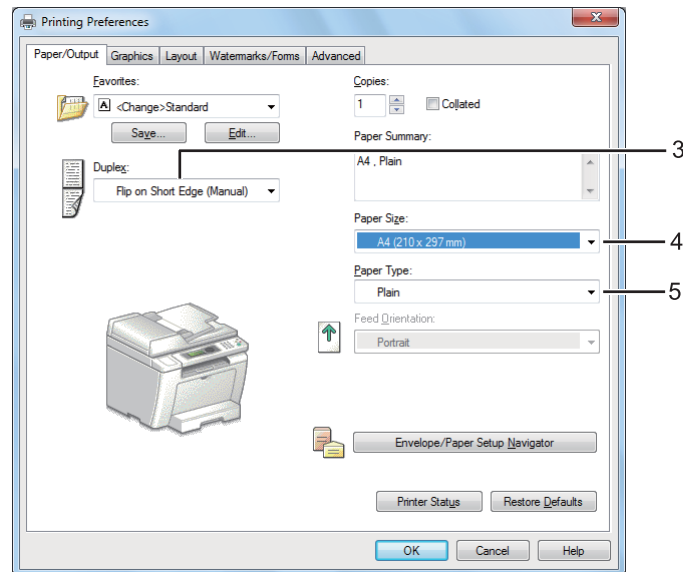 Printing Preferences
Paper/Output Graphics Layout Watermarks/Forms Advanced
Favorites:
A <Change>Standard
Save... Edit...
Duplex:
Flip on Short Edge (Manual)
Copies:
1 Collated
Paper Summary:
A4 , Plain
3
Paper Size:
A4 (210 x 297 mm)
4
Paper Type:
Plain
5
Feed Orientation:
Portrait
Envelope/Paper Setup Navigator
Printer Status Restore Defaults
OK Cancel Help